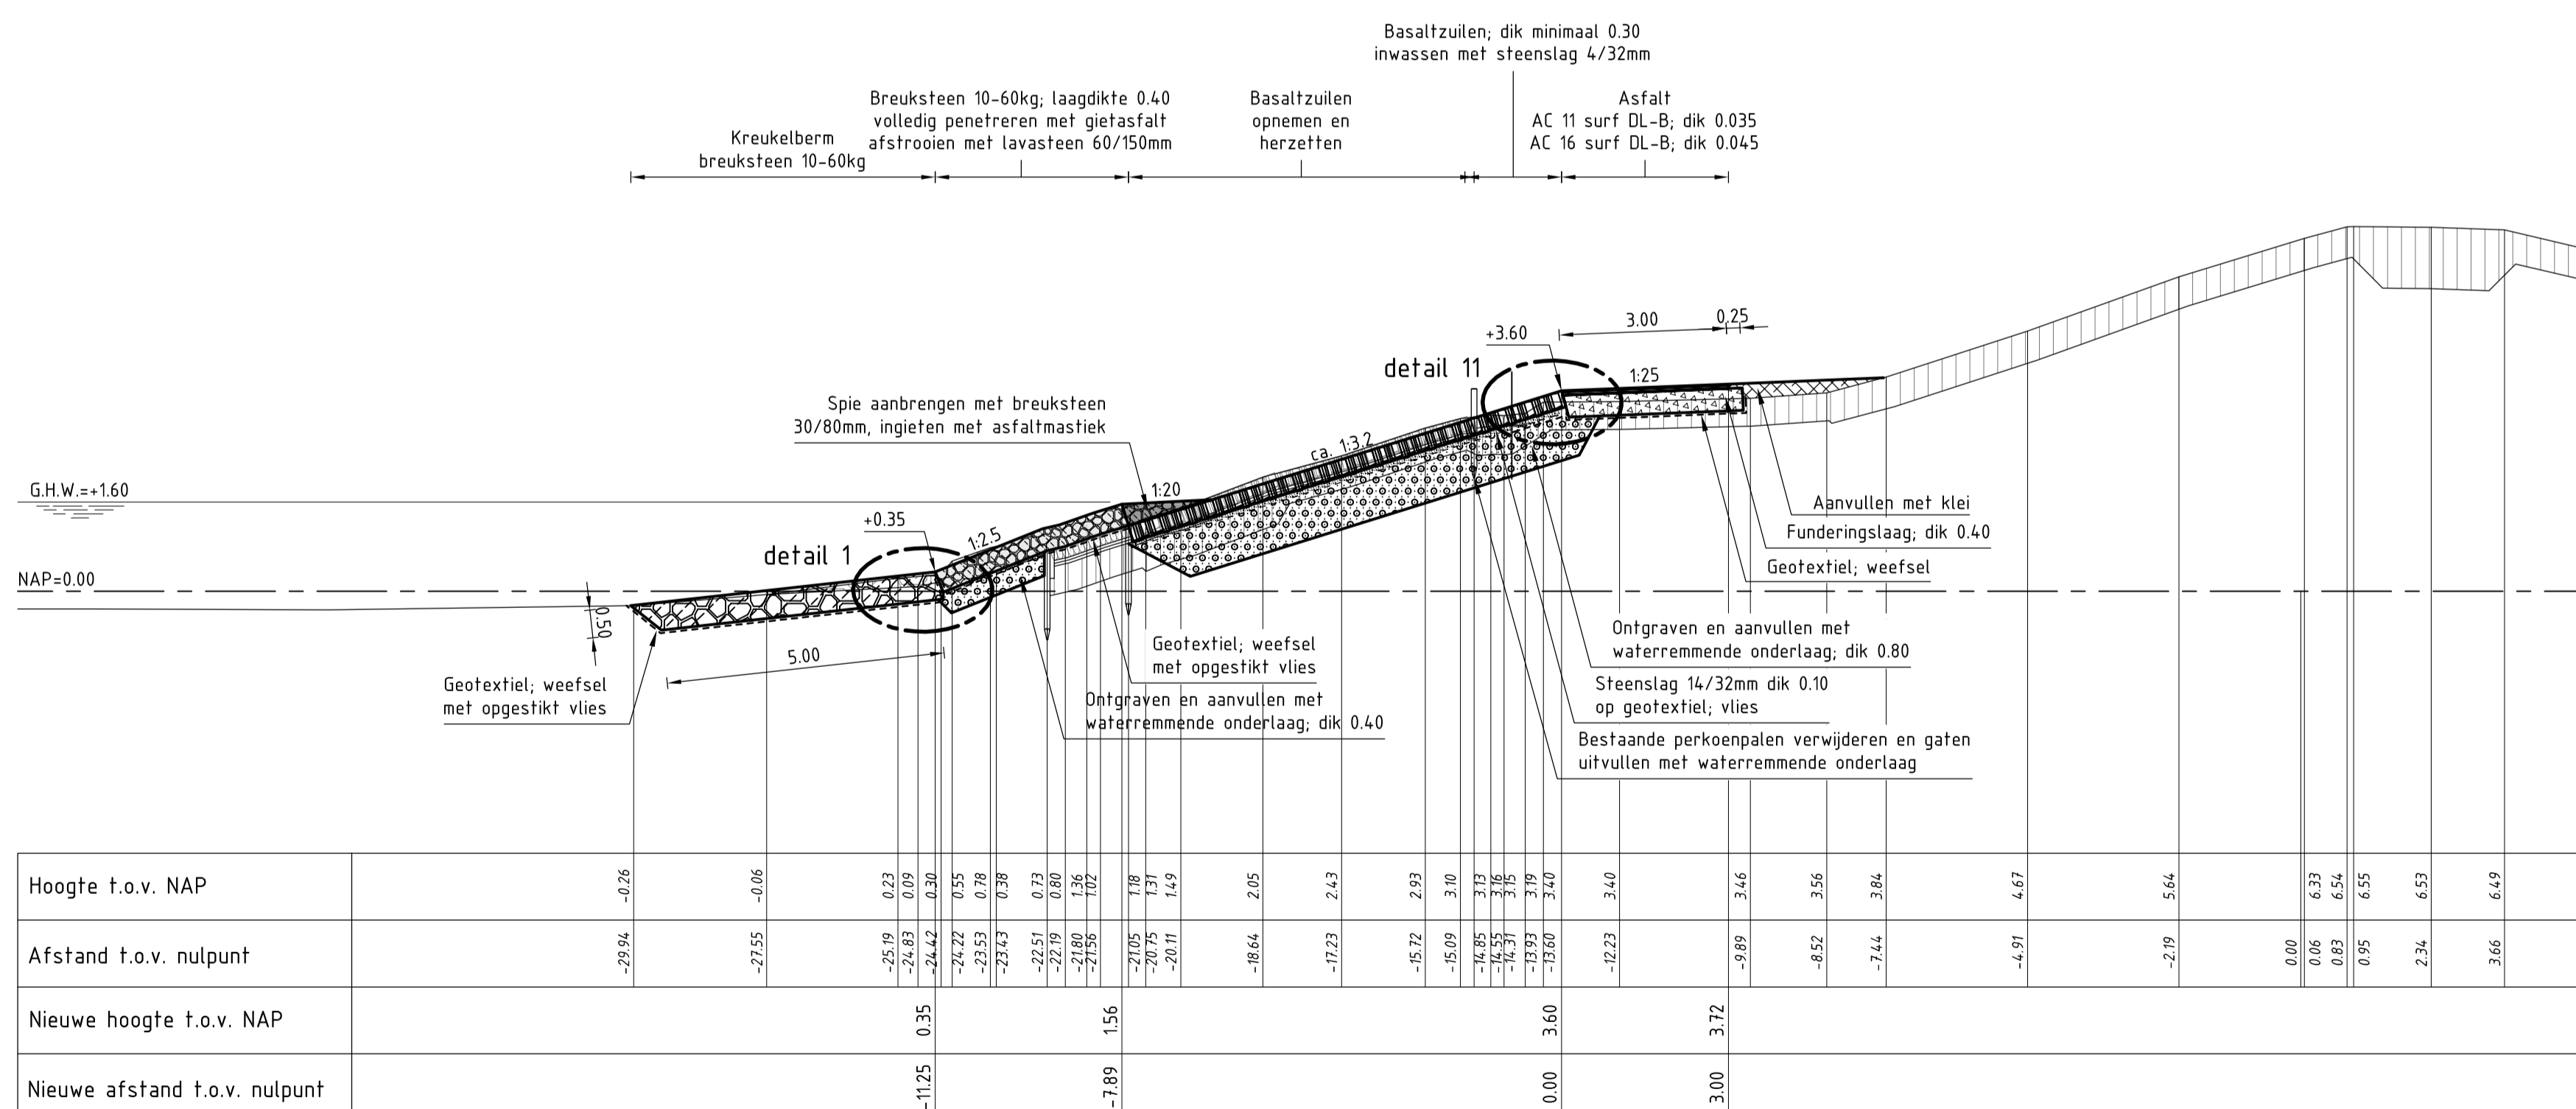 Basaltzuilen; dik minimaal 0.30
inwassen met steenslag 4/32mm
Breuksteen 10-60kg; laagdikte 0.40
volledig penetreren met gietasfalt
afstrooien met lavasteen 60/150mm
Basaltzuilen
opnemen en
herzetten
Asfalt
AC 11 surf DL-B; dik 0.035
AC 16 surf DL-B; dik 0.045
Kreukelberm
breuksteen 10-60kg
3.00
0.25
+3.60
detail 11
1:25
Spie aanbrengen met breuksteen
30/80mm, ingieten met asfaltmastiek
ca. 1:3.2
G.H.W.=+1.60
1:20
+0.35
1:2.5
detail 1
NAP=0.00
0.50
5.00
Aanvullen met klei
Funderingslaag; dik 0.40
Geotextiel; weefsel
Geotextiel; weefsel
met opgestikt vlies
Ontgraven en aanvullen met
waterremmende onderlaag; dik 0.80
Geotextiel; weefsel
met opgestikt vlies
Steenslag 14/32mm dik 0.10
op geotextiel; vlies
Ontgraven en aanvullen met
waterremmende onderlaag; dik 0.40
Bestaande perkoenpalen verwijderen en gaten
uitvullen met waterremmende onderlaag
Hoogte t.o.v. NAP
-0.26 -0.06 0.23 0.09 0.30 0.55 0.78 0.38 0.73 0.80 1.36 1.02 1.18 1.31 1.49 2.05 2.43 2.93 3.10 3.13 3.16 3.15 3.19 3.40 3.40 3.46 3.56 3.84 4.67 5.64 6.33 6.54 6.55 6.53 6.49
Afstand t.o.v. nulpunt
-29.94 -27.55 -25.19 -24.83 -24.42 -24.22 -23.53 -23.43 -22.51 -22.19 -21.80 -21.56 -21.05 -20.75 -20.11 -18.64 -17.23 -15.72 -15.09 -14.85 -14.55 -14.31 -13.93 -13.60 -12.23 -9.89 -8.52 -7.44 -4.91 -2.19 0.00 0.06 0.83 0.95 2.34 3.66
Nieuwe hoogte t.o.v. NAP
0.35 1.56 3.60 3.72
Nieuwe afstand t.o.v. nulpunt
-11.25 -7.89 0.00 3.00